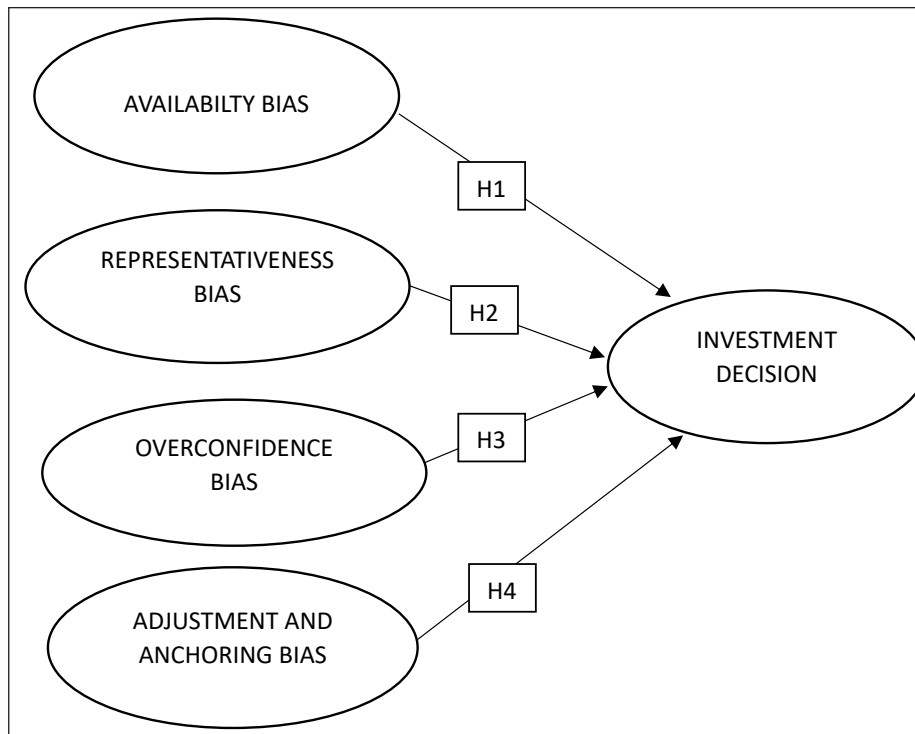 AVAILABILTY BIAS
H1
REPRESENTATIVENESS
BIAS
H2
INVESTMENT
DECISION
OVERCONFIDENCE
BIAS
H3
ADJUSTMENT AND
ANCHORING BIAS
H4